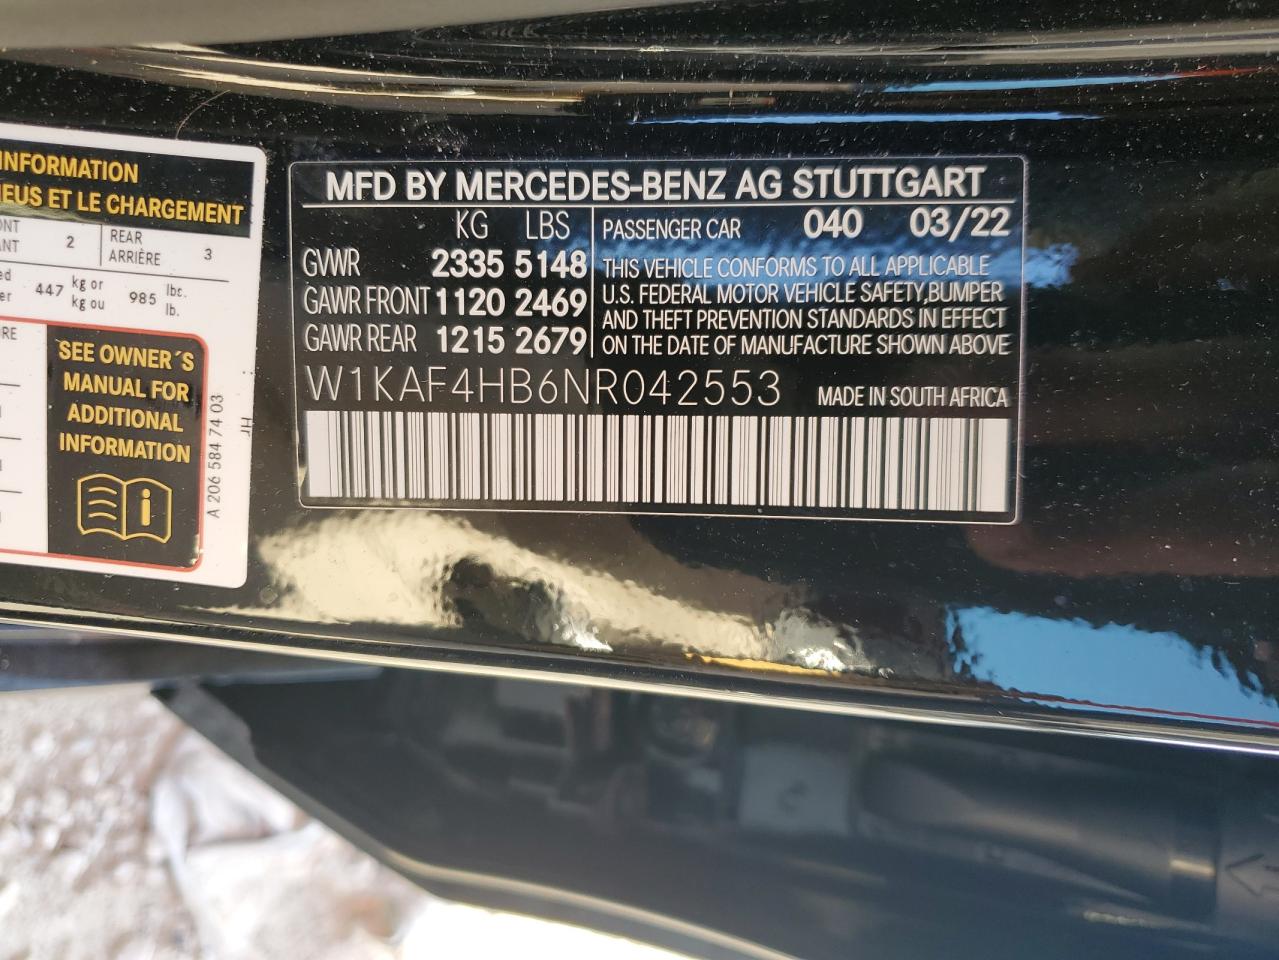 INFORMATION
NEUS ET LE CHARGEMENT
2
REAR
ARRIÈRE
3
447
kg or
kg ou
985
lbc.
lb.
SEE OWNER´S
MANUAL FOR
ADDITIONAL
INFORMATION
A 206 584 74 03
MFD BY MERCEDES-BENZ AG STUTTGART
KG LBS
GVWR 2335 5148
GAWR FRONT 1120 2469
GAWR REAR 1215 2679
PASSENGER CAR 040 03/22
THIS VEHICLE CONFORMS TO ALL APPLICABLE
U.S. FEDERAL MOTOR VEHICLE SAFETY,BUMPER
AND THEFT PREVENTION STANDARDS IN EFFECT
ON THE DATE OF MANUFACTURE SHOWN ABOVE
W1KAF4HB6NR042553 MADE IN SOUTH AFRICA